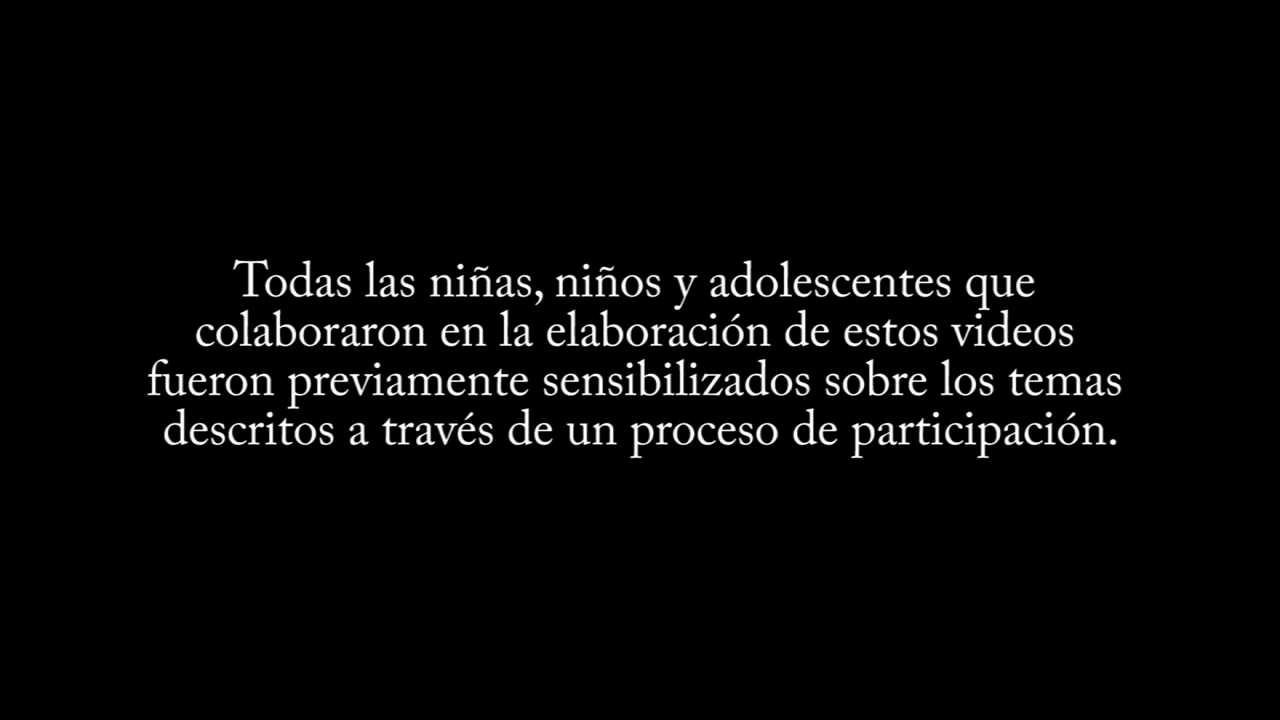 Todas las niñas, niños y adolescentes que
colaboraron en la elaboración de estos videos
fueron previamente sensibilizados sobre los temas
descritos a través de un proceso de participación.